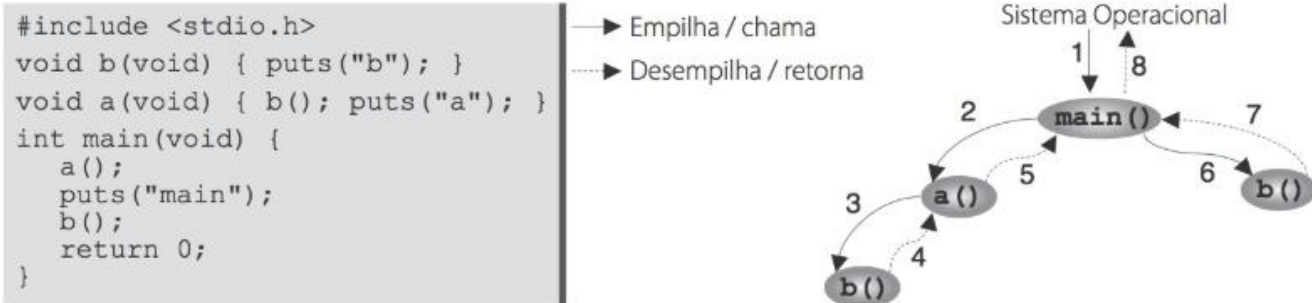 #include <stdio.h>
void b(void) { puts("b"); }
void a(void) { b(); puts("a"); }
int main(void) {
a();
puts("main");
b();
return 0;
}
Empilha / chama
Desempilha / retorna
Sistema Operacional
1
8
main()
2
7
5
6
a()
b()
3
4
b()